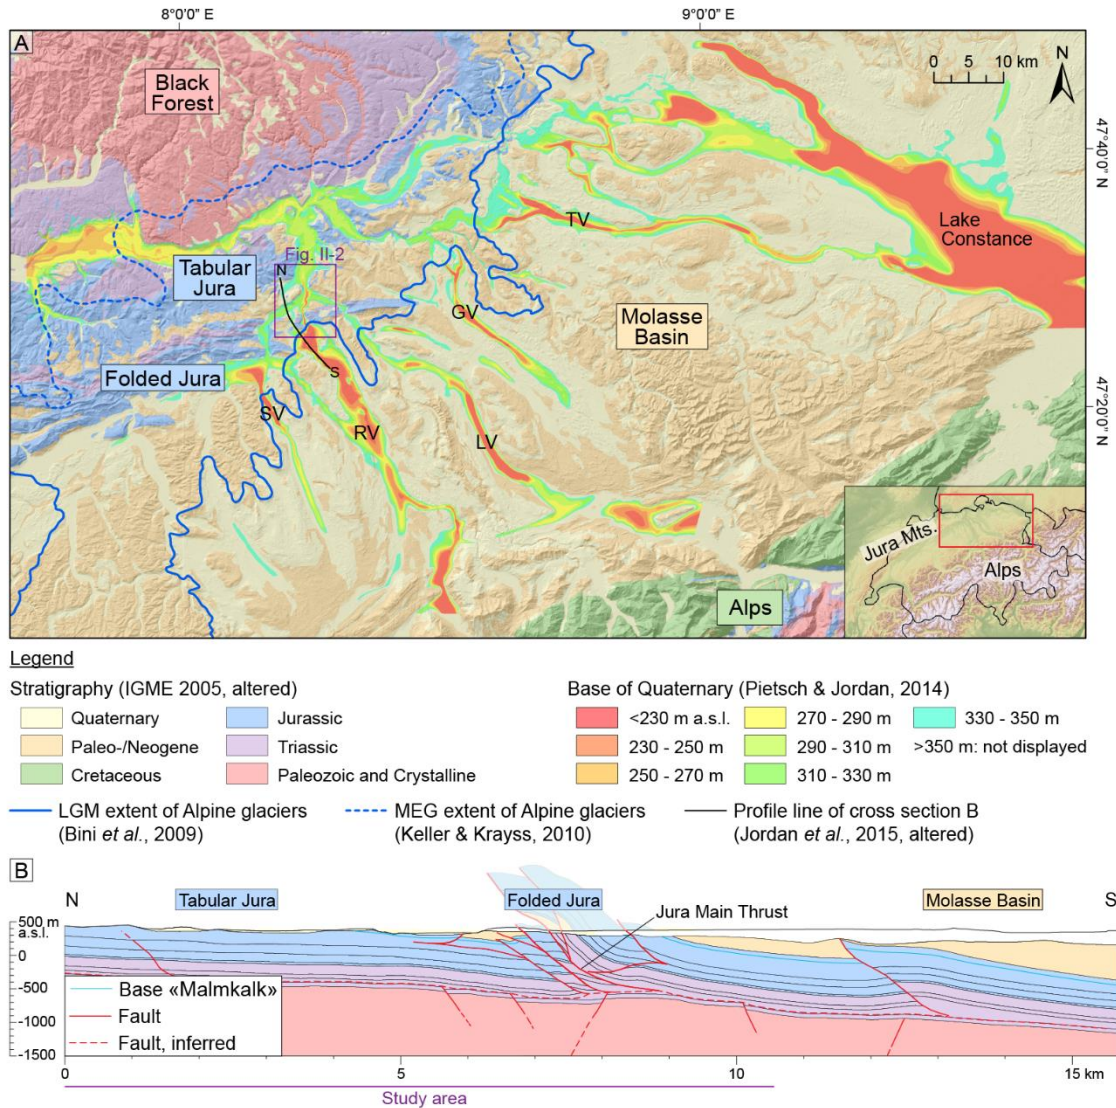 8°0'0" E
9°0'0" E
A
Black
Forest
0 5 10 km
N
47°40'0" N
Lake
Constance
TV
Fig. II-2
N
Tabular
Jura
GV
Molasse
Basin
Folded Jura
S
SV
RV
LV
47°20'0" N
Jura Mts.
Alps
Alps
Legend
Stratigraphy (IGME 2005, altered)
Quaternary
Paleo-/Neogene
Cretaceous
Jurassic
Triassic
Paleozoic and Crystalline
Base of Quaternary (Pietsch & Jordan, 2014)
<230 m a.s.l.
230 - 250 m
250 - 270 m
270 - 290 m
290 - 310 m
310 - 330 m
330 - 350 m
>350 m: not displayed
LGM extent of Alpine glaciers
(Bini et al., 2009)
MEG extent of Alpine glaciers
(Keller & Krayss, 2010)
Profile line of cross section B
(Jordan et al., 2015, altered)
B
N
Tabular Jura
Folded Jura
Molasse Basin
S
Jura Main Thrust
500 m
a.s.l.
0
-500
-1000
-1500
Base «Malmkalk»
Fault
Fault, inferred
0
5
10
15 km
Study area